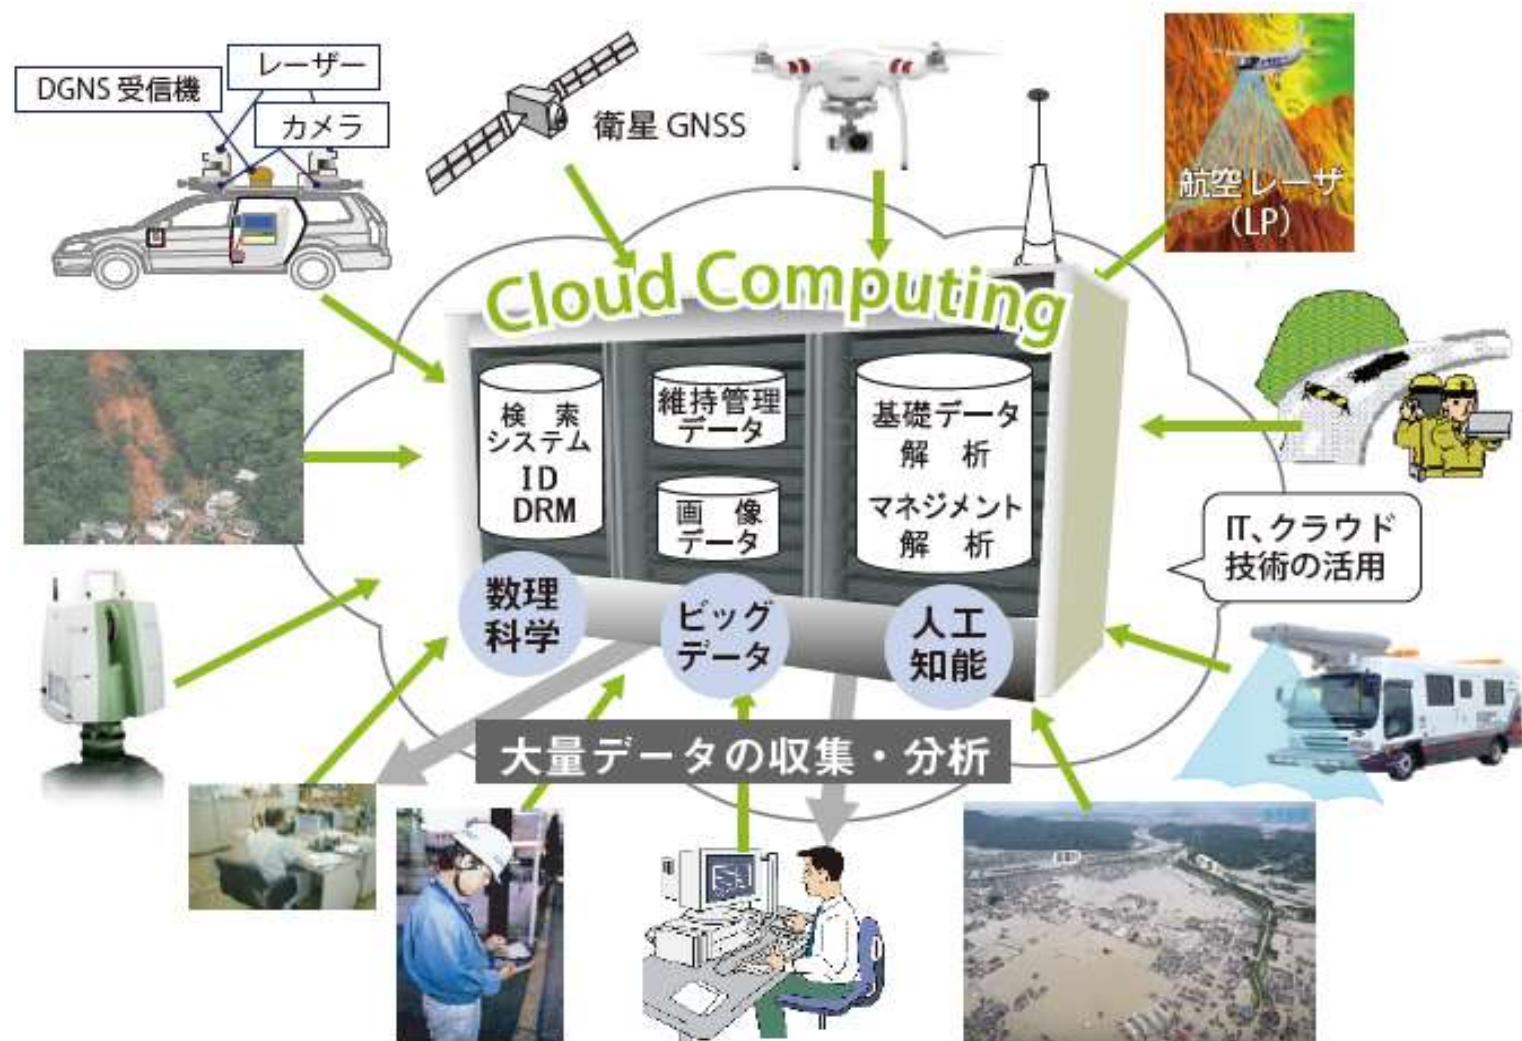 レーザー
DGNS 受信機
カメラ
衛星 GNSS
航空 レーザ
(LP)
Cloud Computing
検 索
システム
ID
DRM
維持管理
データ
画 像
データ
基礎データ
解 析
マネジメント
解 析
IT、クラウド
技術の活用
数理
科学
ビッグ
データ
人工
知能
大量データの収集・分析